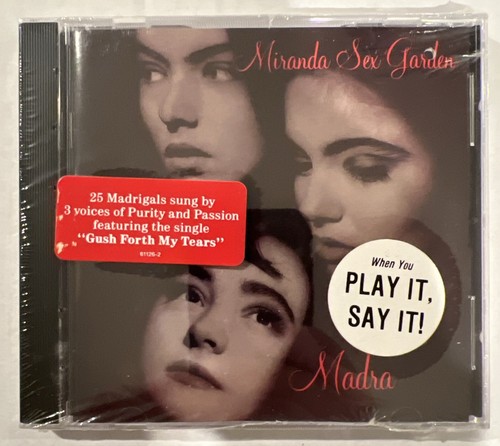 Miranda Sex Garden
25 Madrigals sung by
3 voices of Purity and Passion
featuring the single
"Gush Forth My Tears"
61126-2
When You
PLAY IT,
SAY IT!
Madra